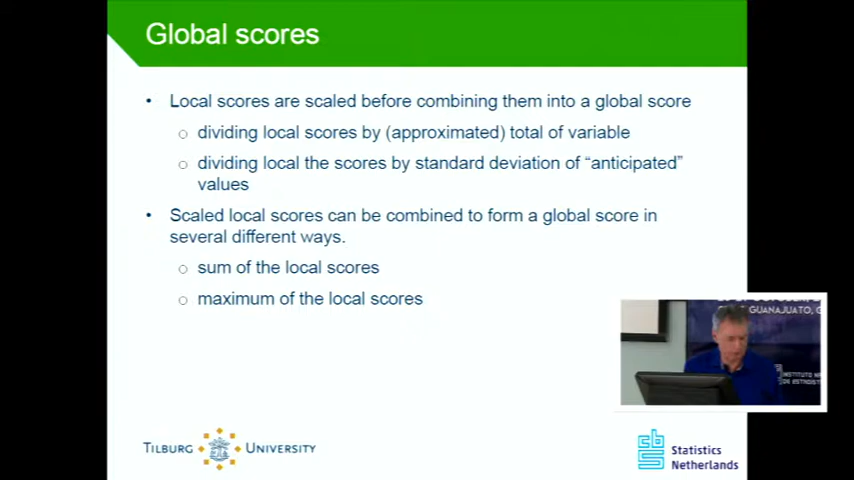 Global scores
• Local scores are scaled before combining them into a global score
○ dividing local scores by (approximated) total of variable
○ dividing local the scores by standard deviation of “anticipated”
values
• Scaled local scores can be combined to form a global score in
several different ways.
○ sum of the local scores
○ maximum of the local scores
GUANAJUATO,
INSTITUTO
DE
TILBURG UNIVERSITY
cbs
Statistics
Netherlands